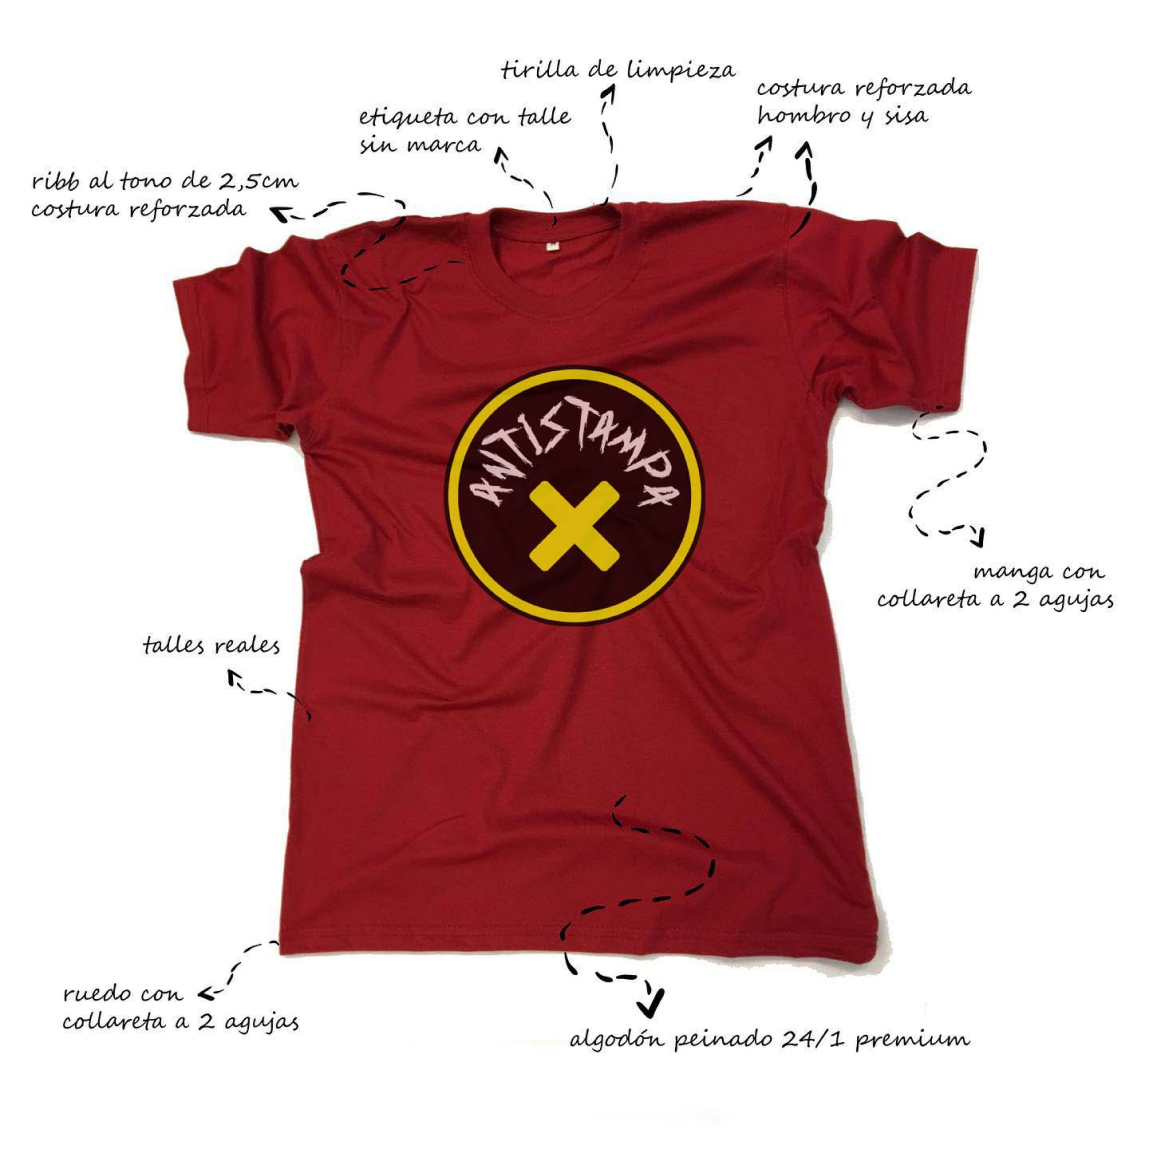 tirilla de limpieza
costura reforzada
hombro y sisa
etiqueta con talle
sin marca
ribb al tono de 2,5cm
costura reforzada
ANTISTAMPA
manga con
collareta a 2 agujas
talles reales
ruedo con
collareta a 2 agujas
algodón peinado 24/1 premium